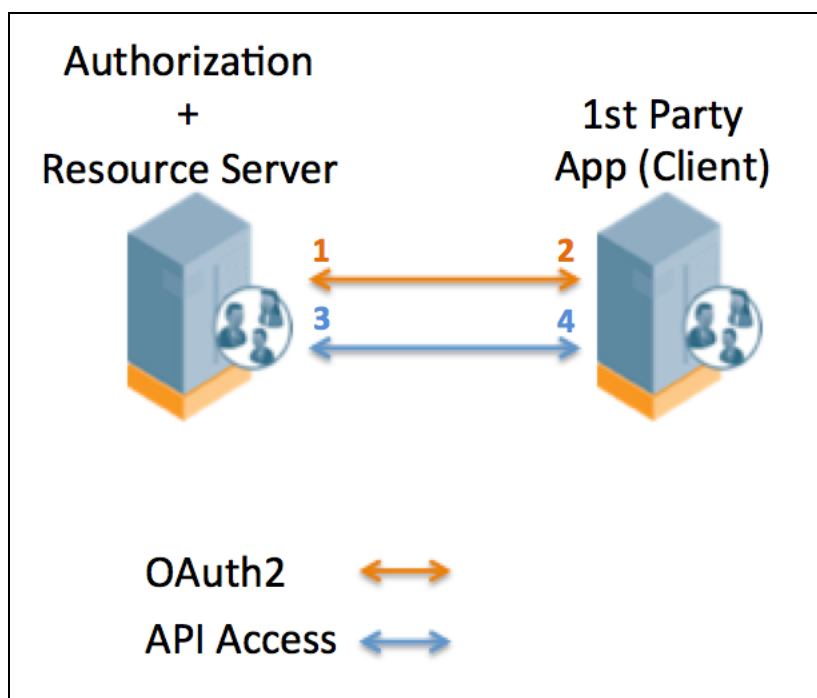 Authorization
+
Resource Server
1st Party
App (Client)
1 2
3 4
OAuth2
API Access